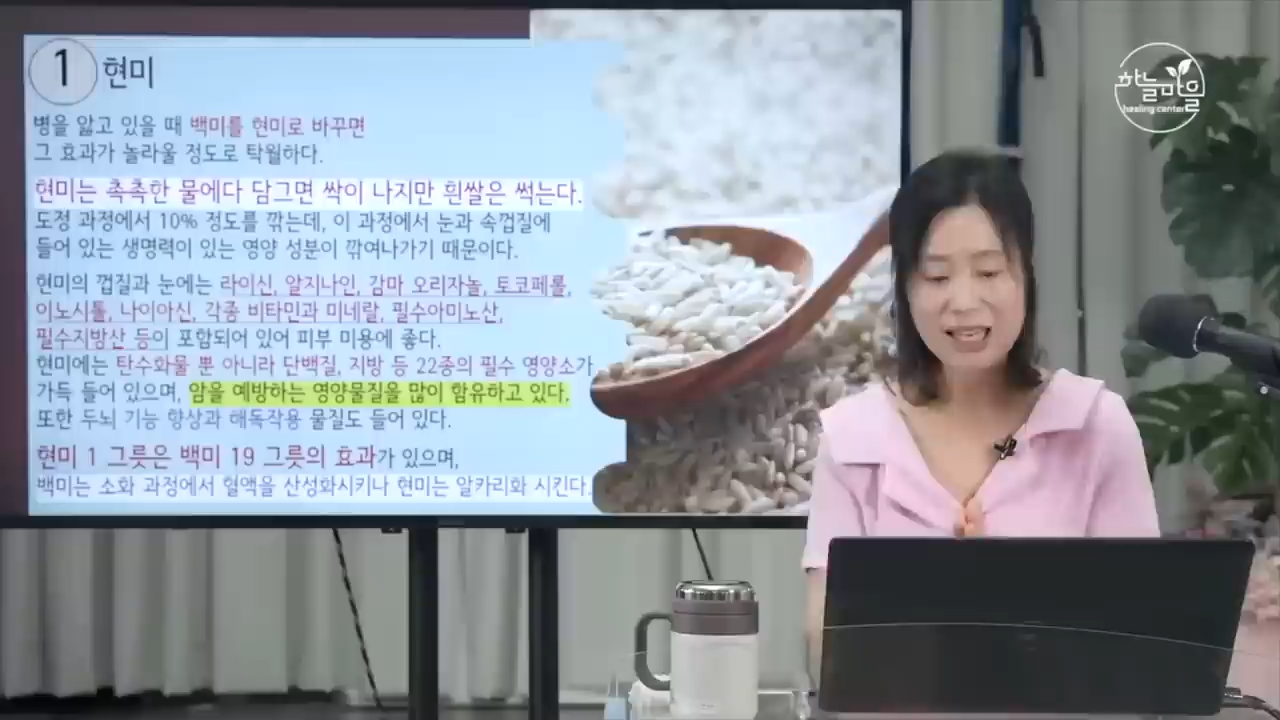 1 현미
병을 앓고 있을 때 백미를 현미로 바꾸면
그 효과가 놀라울 정도로 탁월하다.
현미는 촉촉한 물에다 담그면 싹이 나지만 흰쌀은 썩는다.
도정 과정에서 10% 정도를 깎는데, 이 과정에서 눈과 속껍질에
들어 있는 생명력이 있는 영양 성분이 깎여나가기 때문이다.
현미의 껍질과 눈에는 라이신, 알지나인, 감마 오리자놀, 토코페롤,
이노시톨, 나이아신, 각종 비타민과 미네랄, 필수아미노산,
필수지방산 등이 포함되어 있어 피부 미용에 좋다.
현미에는 탄수화물 뿐 아니라 단백질, 지방 등 22종의 필수 영양소가
가득 들어 있으며, 암을 예방하는 영양물질을 많이 함유하고 있다.
또한 두뇌 기능 향상과 해독작용 물질도 들어 있다.
현미 1 그릇은 백미 19 그릇의 효과가 있으며,
백미는 소화 과정에서 혈액을 산성화시키나 현미는 알카리화 시킨다.
하늘마을
healing center